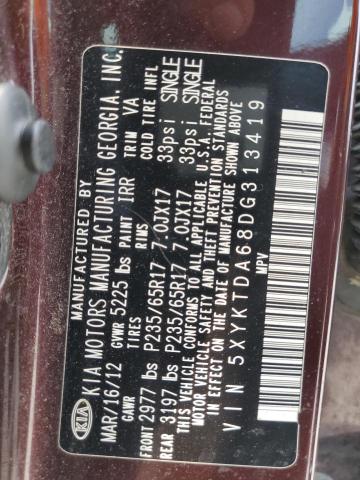 KIA KIA MOTORS MANUFACTURING GEORGIA, INC.
MAR/16/12 GVWR 5225 lbs PAINT IRR TRIM VA
GAWR TIRES RIMS COLD TIRE INFL
FRONT 2977 lbs P235/65R17 7.0JX17 33psi SINGLE
REAR 3197 lbs P235/65R17 7.0JX17 33psi SINGLE
THIS VEHICLE CONFORMS TO ALL APPLICABLE U.S.A. FEDERAL
MOTOR VEHICLE SAFETY AND THEFT PREVENTION STANDARDS
IN EFFECT ON THE DATE OF MANUFACTURE SHOWN ABOVE
VIN 5XYKTDA68DG313419
MPV